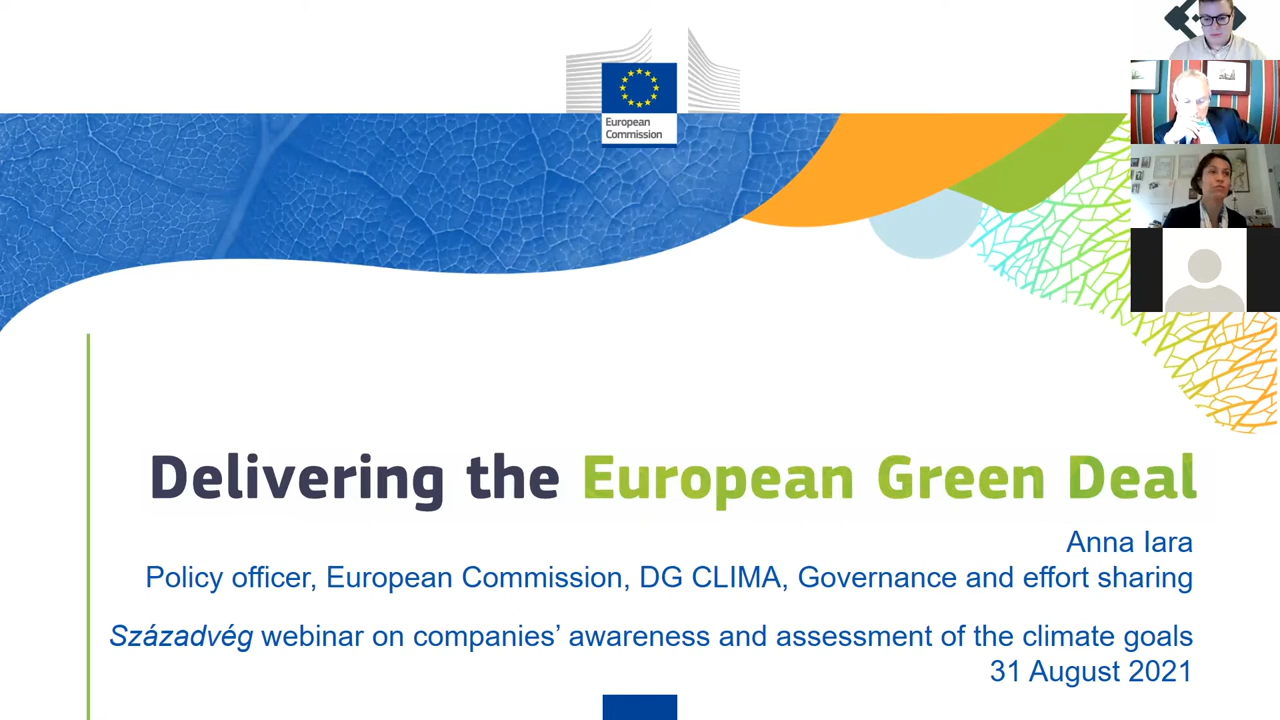 European
Commission
Delivering the European Green Deal
Anna Iara
Policy officer, European Commission, DG CLIMA, Governance and effort sharing
Századvég webinar on companies’ awareness and assessment of the climate goals
31 August 2021